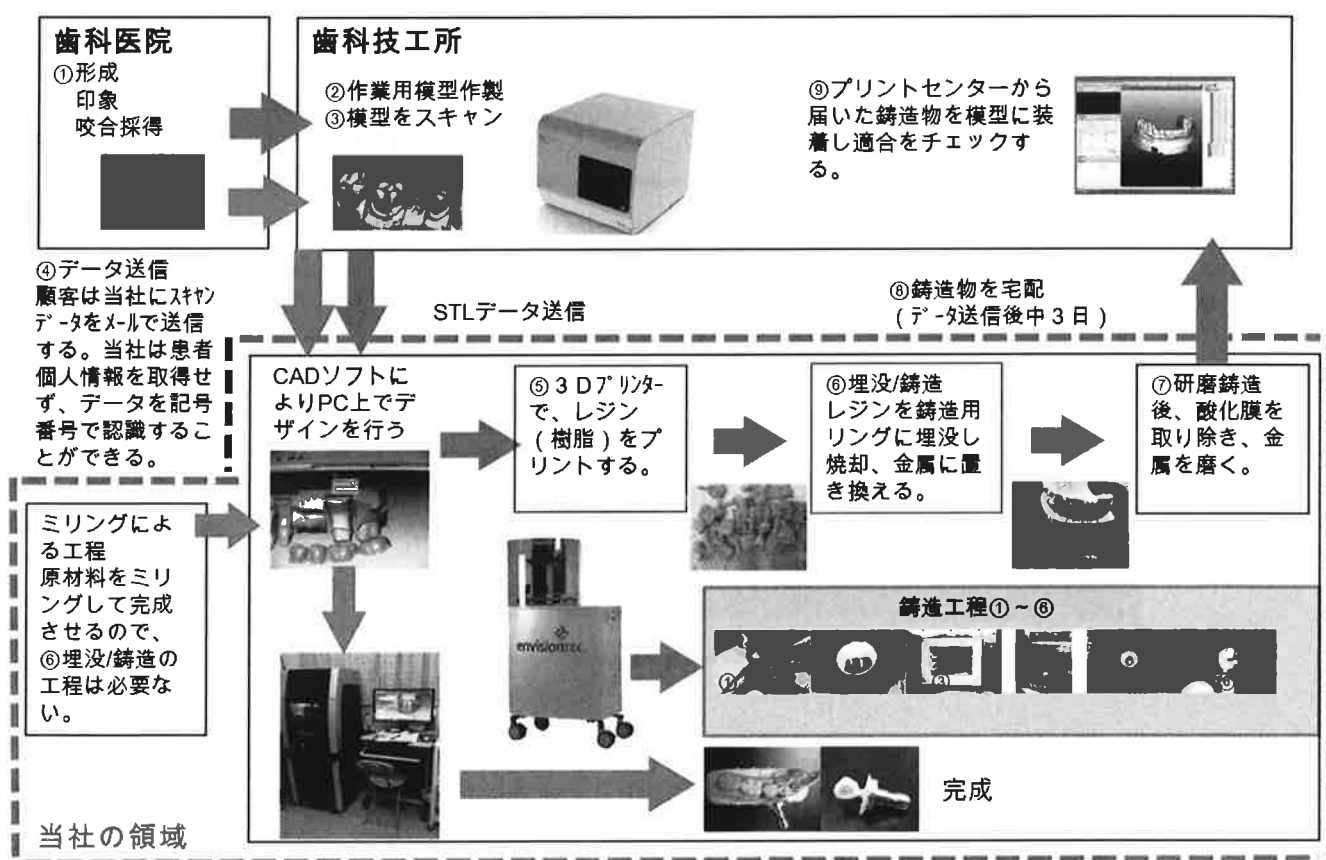 歯科医院
①形成
印象
咬合採得
歯科技工所
②作業用模型作製
③模型をスキャン
⑨プリントセンターから
届いた鋳造物を模型に装
着し適合をチェックす
る。
④データ送信
顧客は当社にｽｷｬﾝ
ﾃﾞｰﾀをﾒｰﾙで送信
する。当社は患者
個人情報を取得せ
ず、データを記号
番号で認識するこ
とができる。
STLデータ送信
⑧鋳造物を宅配
(ﾃﾞｰﾀ送信後中３日)
CADソフトに
よりPC上でデ
ザインを行う
⑤３Ｄﾌﾟﾘﾝﾀｰ
で、レジン
(樹脂)をプ
リントする。
⑥埋没/鋳造
レジンを鋳造用
リングに埋没し
焼却、金属に置
き換える。
⑦研磨鋳造
後、酸化膜を
取り除き、金
属を磨く。
ミリングによ
る工程
原材料をミリ
ングして完成
させるので、
⑥埋没/鋳造の
工程は必要な
い。
envisiontec
鋳造工程①～⑥
①
③
完成
当社の領域